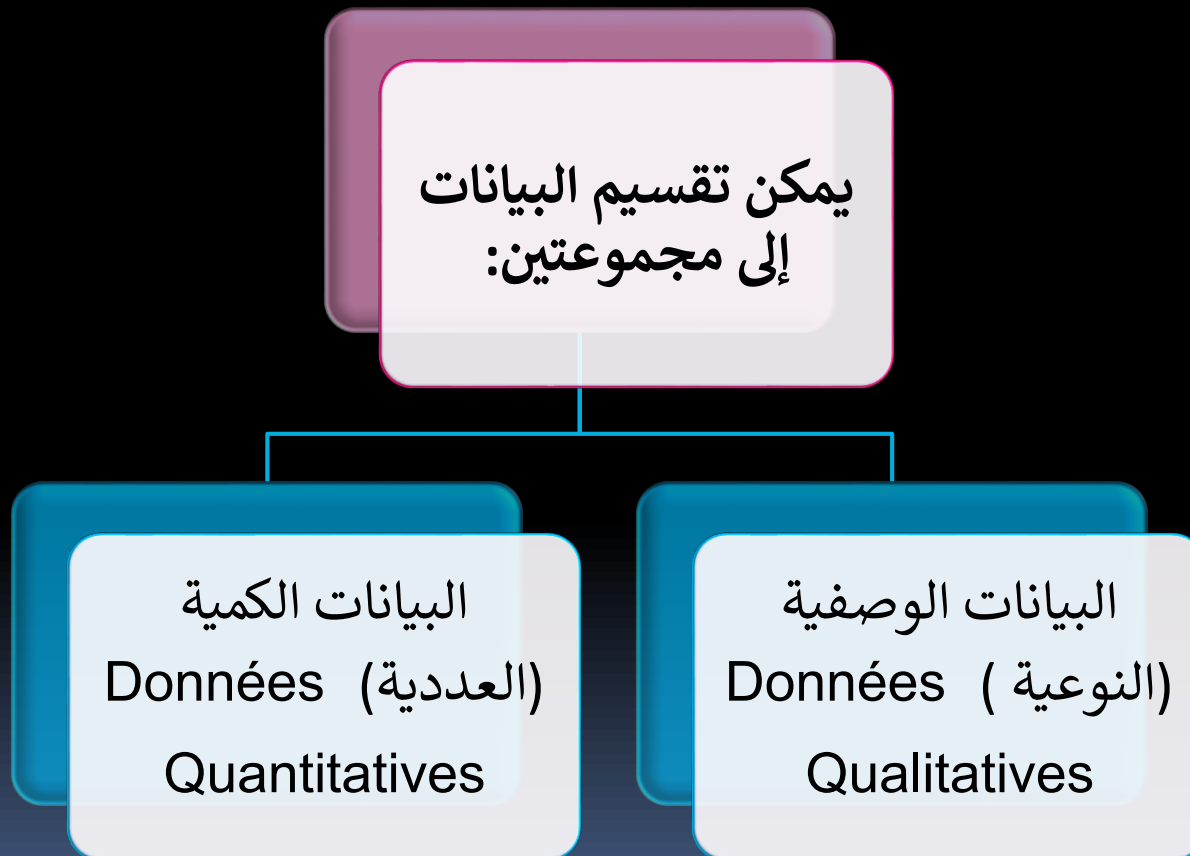 يمكن تقسيم البيانات
إلى مجموعتين:
البيانات الوصفية
(النوعية ) Données
Qualitatives
البيانات الكمية
(العددية) Données
Quantitatives